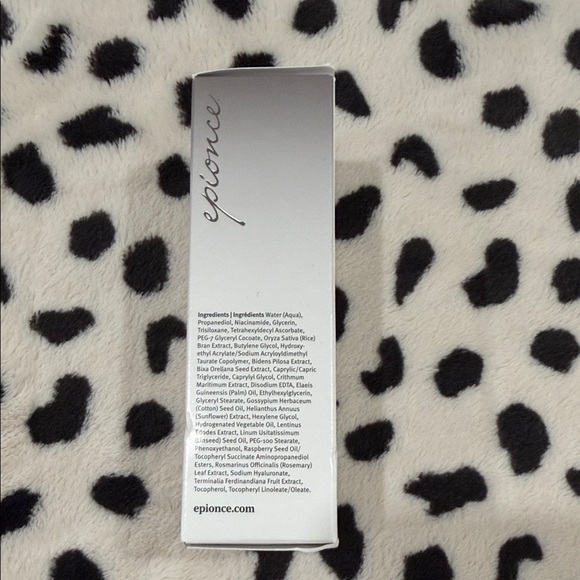 epionce
Ingredients | Ingrédients Water (Aqua),
Propanediol, Niacinamide, Glycerin,
Trisiloxane, Tetrahexyldecyl Ascorbate,
PEG-7 Glyceryl Cocoate, Oryza Sativa (Rice)
Bran Extract, Butylene Glycol, Hydroxy-
ethyl Acrylate/Sodium Acryloyldimethyl
Taurate Copolymer, Bidens Pilosa Extract,
Bixa Orellana Seed Extract, Caprylic/Capric
Triglyceride, Caprylyl Glycol, Crithmum
Maritimum Extract, Disodium EDTA, Elaeis
Guineensis (Palm) Oil, Ethylhexylglycerin,
Glyceryl Stearate, Gossypium Herbaceum
(Cotton) Seed Oil, Helianthus Annuus
(Sunflower) Extract, Hexylene Glycol,
Hydrogenated Vegetable Oil, Lentinus
Edodes Extract, Linum Usitatissimum
(Linseed) Seed Oil, PEG-100 Stearate,
Phenoxyethanol, Raspberry Seed Oil/
Tocopheryl Succinate Aminopropanediol
Esters, Rosmarinus Officinalis (Rosemary)
Leaf Extract, Sodium Hyaluronate,
Terminalia Ferdinandiana Fruit Extract,
Tocopherol, Tocopheryl Linoleate/Oleate.
epionce.com